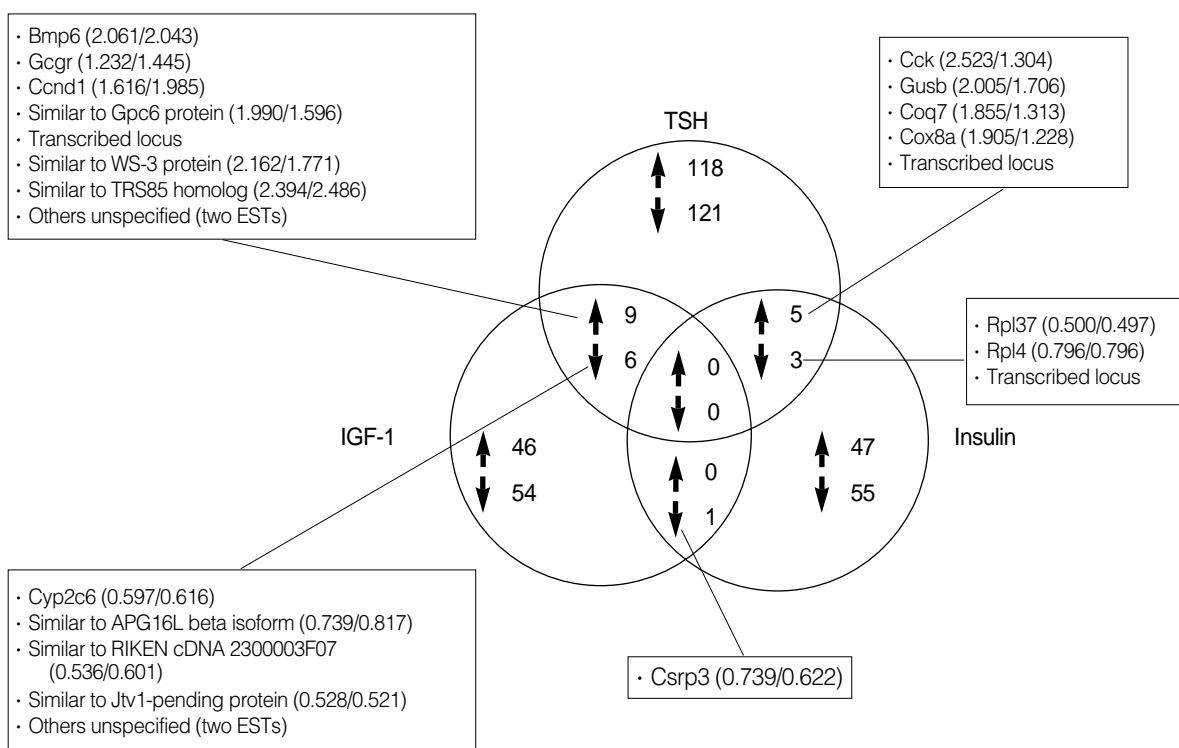 · Bmp6 (2.061/2.043)
· Gcgr (1.232/1.445)
· Ccnd1 (1.616/1.985)
· Similar to Gpc6 protein (1.990/1.596)
· Transcribed locus
· Similar to WS-3 protein (2.162/1.771)
· Similar to TRS85 homolog (2.394/2.486)
· Others unspecified (two ESTs)
· Cck (2.523/1.304)
· Gusb (2.005/1.706)
· Coq7 (1.855/1.313)
· Cox8a (1.905/1.228)
· Transcribed locus
TSH
118
121
9
6
5
3
· Rpl37 (0.500/0.497)
· Rpl4 (0.796/0.796)
· Transcribed locus
0
0
IGF-1
46
54
Insulin
47
55
0
1
· Cyp2c6 (0.597/0.616)
· Similar to APG16L beta isoform (0.739/0.817)
· Similar to RIKEN cDNA 2300003F07
(0.536/0.601)
· Similar to Jtv1-pending protein (0.528/0.521)
· Others unspecified (two ESTs)
· Csrp3 (0.739/0.622)